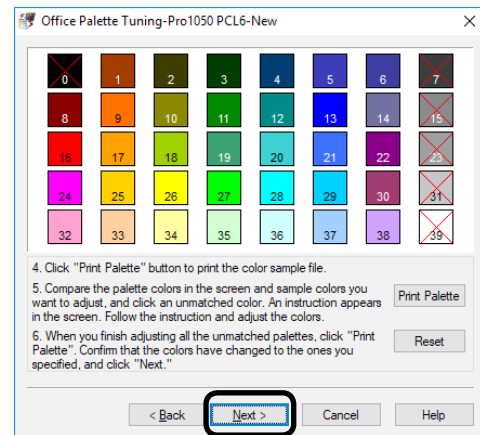 Office Palette Tuning-Pro1050 PCL6-New
0 1 2 3 4 5 6 7
8 9 10 11 12 13 14 15
16 17 18 19 20 21 22 23
24 25 26 27 28 29 30 31
32 33 34 35 36 37 38 39
4. Click "Print Palette" button to print the color sample file.
5. Compare the palette colors in the screen and sample colors you
want to adjust, and click an unmatched color. An instruction appears
in the screen. Follow the instruction and adjust the colors.
Print Palette
6. When you finish adjusting all the unmatched palettes, click "Print
Palette". Confirm that the colors have changed to the ones you
specified, and click "Next."
Reset
< Back Next > Cancel Help